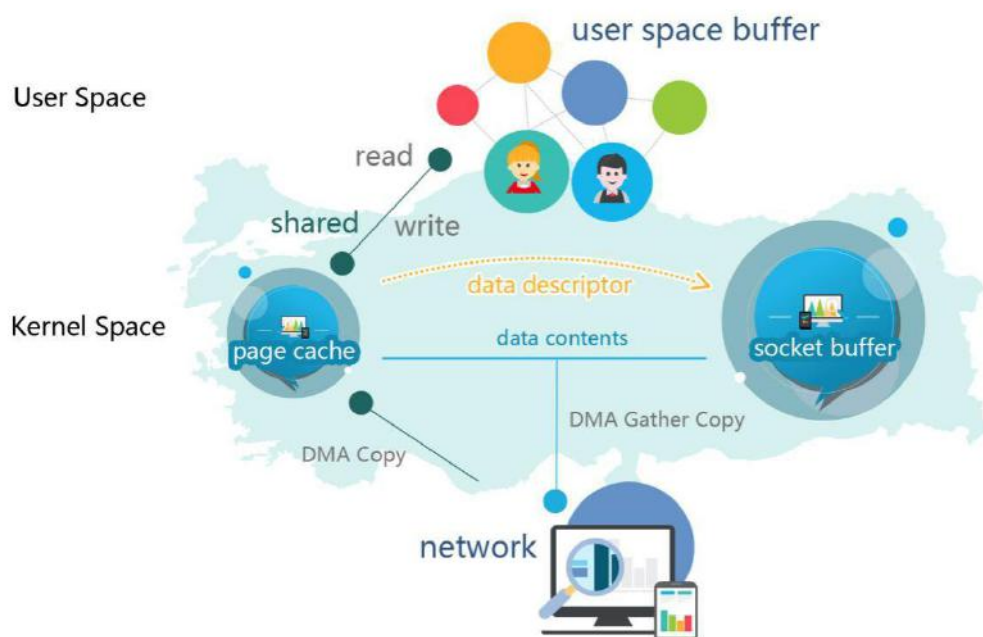 user space buffer
User Space
read
shared
write
data descriptor
Kernel Space
page cache
data contents
socket buffer
DMA Copy
DMA Gather Copy
network